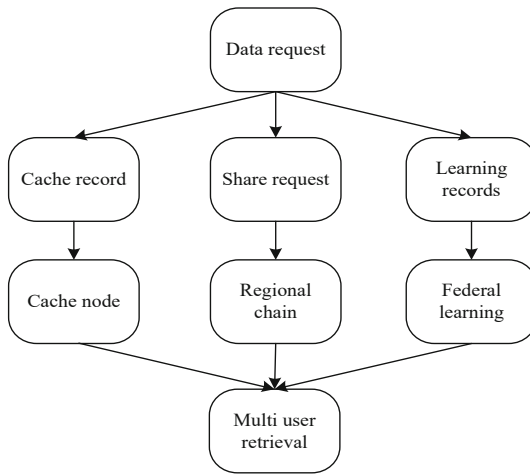 Data request
Cache record
Share request
Learning
records
Cache node
Regional
chain
Federal
learning
Multi user
retrieval